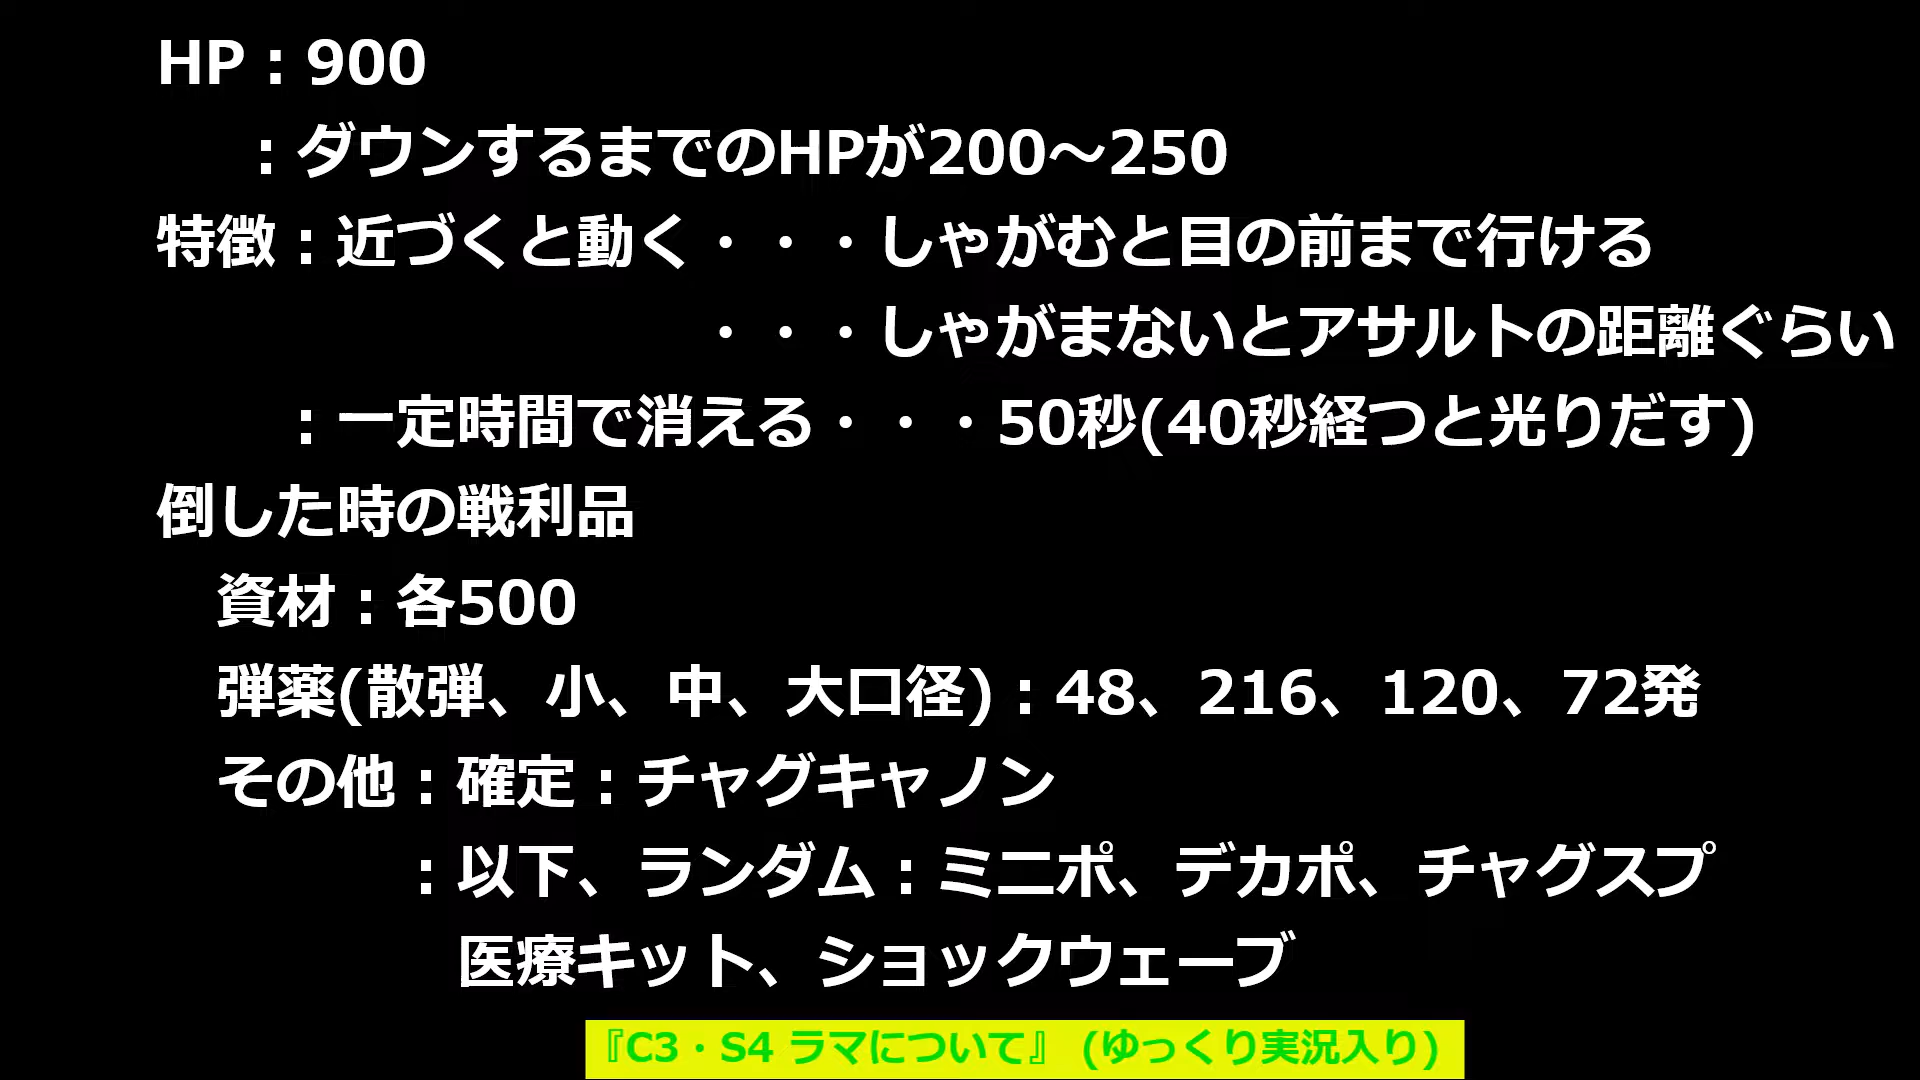 HP：900
：ダウンするまでのHPが200～250
特徴：近づくと動く・・・しゃがむと目の前まで行ける
・・・しゃがまないとアサルトの距離ぐらい
：一定時間で消える・・・50秒(40秒経つと光りだす)
倒した時の戦利品
資材：各500
弾薬(散弾、小、中、大口径)：48、216、120、72発
その他：確定：チャグキャノン
：以下、ランダム：ミニポ、デカポ、チャグスプ
医療キット、ショックウェーブ
『C3・S4 ラマについて』 (ゆっくり実況入り)